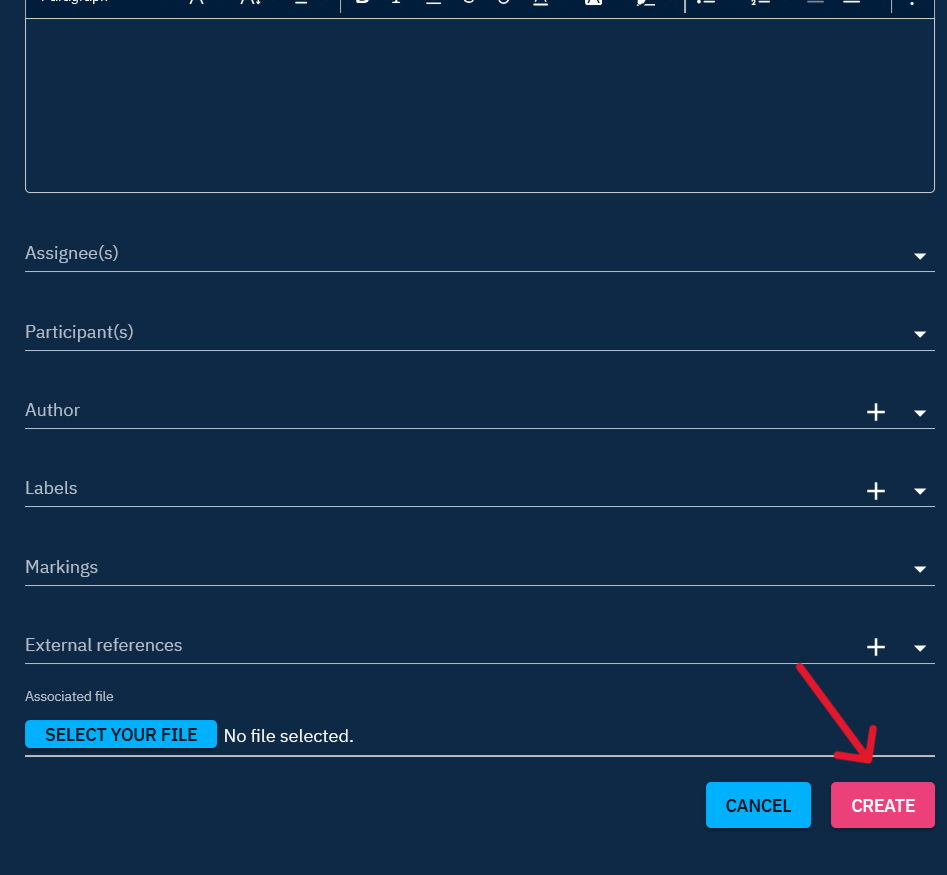 Paragraph
Assignee(s)
Participant(s)
Author
Labels
Markings
External references
Associated file
SELECT YOUR FILE No file selected.
CANCEL CREATE